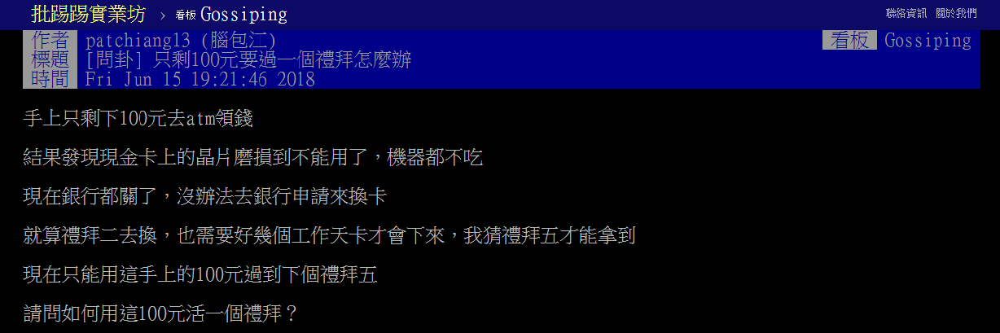 批踢踢實業坊 › 看板 Gossiping 聯絡資訊 關於我們
作者 patchiang13 (腦包江) 看板 Gossiping
標題 [問卦] 只剩100元要過一個禮拜怎麼辦
時間 Fri Jun 15 19:21:46 2018
手上只剩下100元去atm領錢
結果發現現金卡上的晶片磨損到不能用了，機器都不吃
現在銀行都關了，沒辦法去銀行申請來換卡
就算禮拜二去換，也需要好幾個工作天卡才會下來，我猜禮拜五才能拿到
現在只能用這手上的100元過到下個禮拜五
請問如何用這100元活一個禮拜？